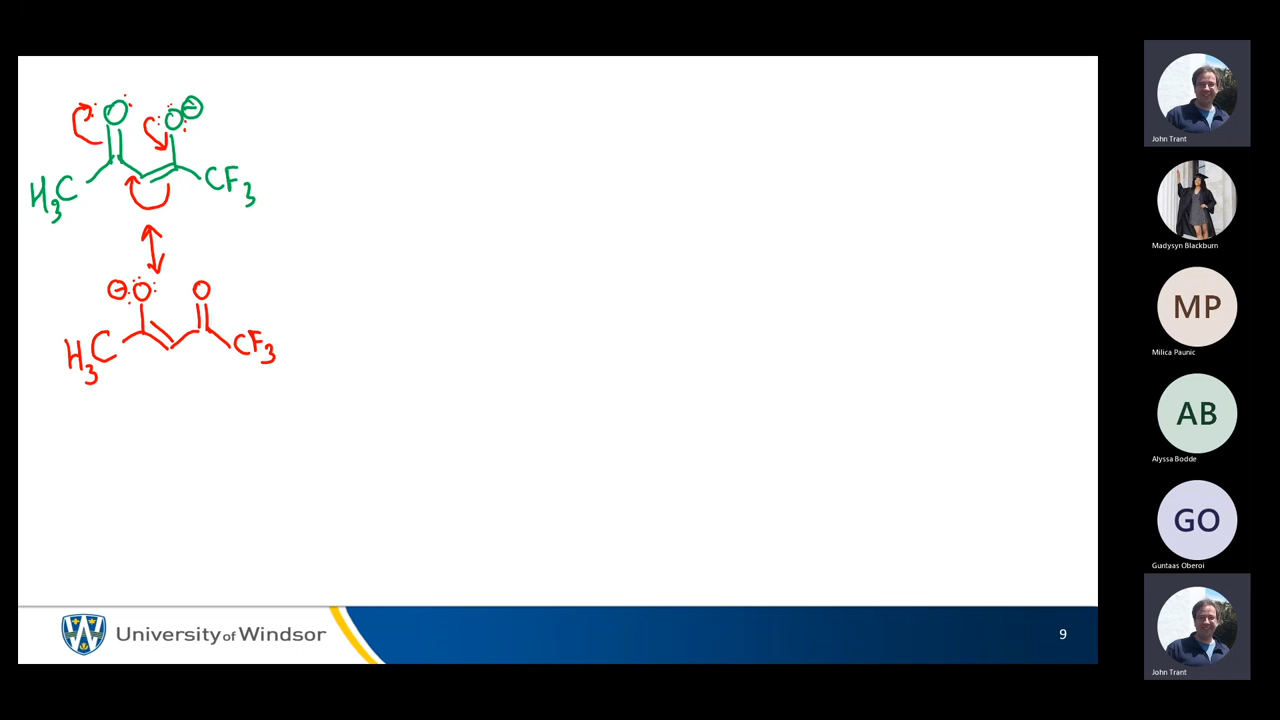 O O ⊖
H3C CF3
⊖ O O
H3C CF3
University of Windsor
9
John Trant
Madysyn Blackburn
MP
Milica Paunic
AB
Alyssa Bodde
GO
Guntaas Oberoi
John Trant